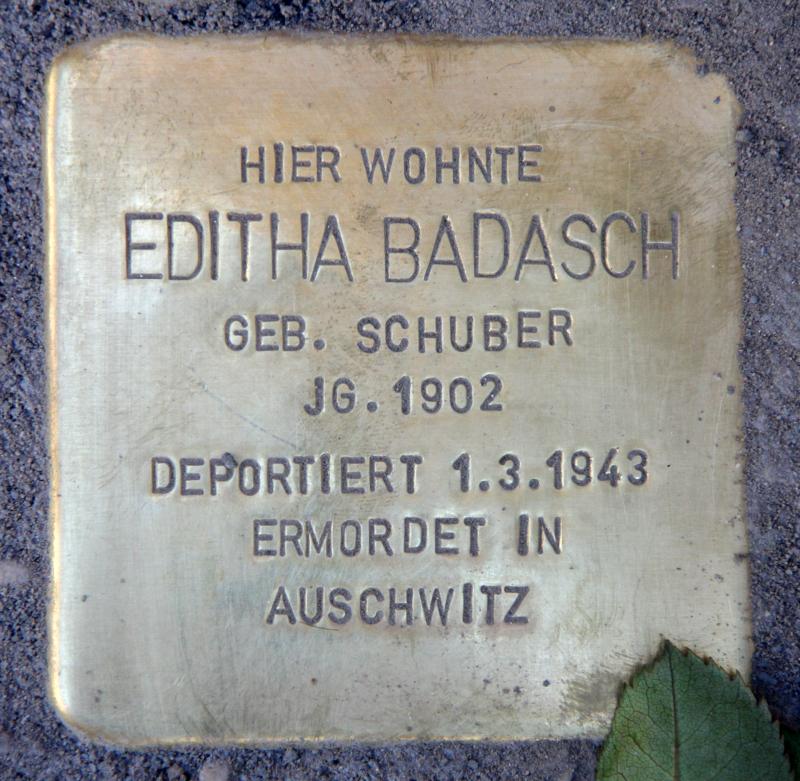 HIER WOHNTE
EDITHA BADASCH
GEB. SCHUBER
JG. 1902
DEPORTIERT 1.3.1943
ERMORDET IN
AUSCHWITZ